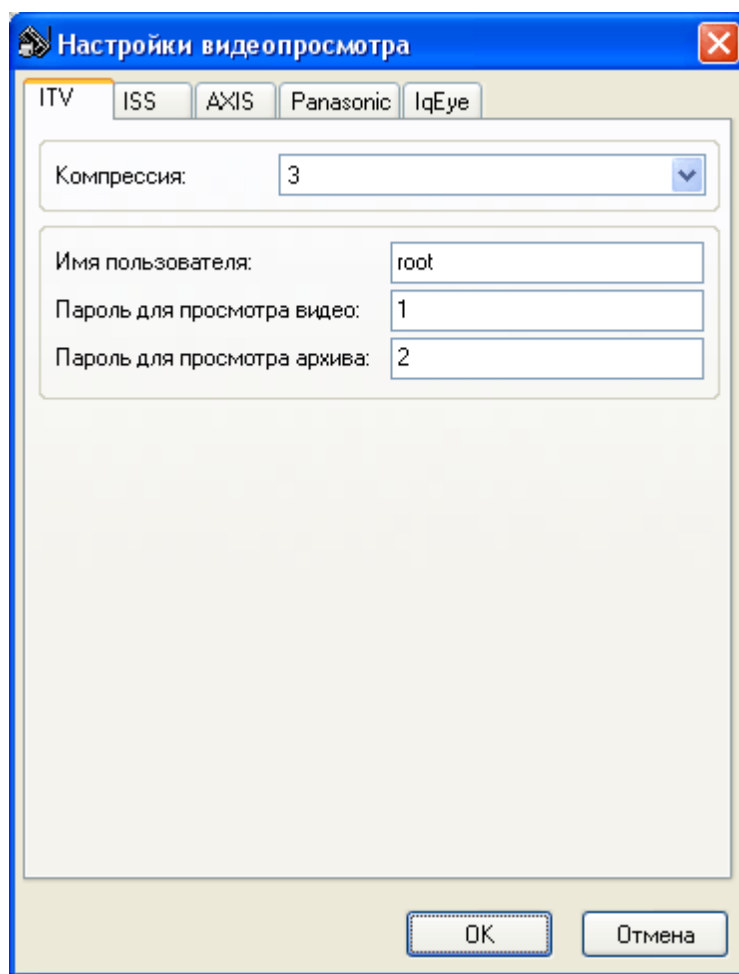 Настройки видеопросмотра
ITV ISS AXIS Panasonic IqEye
Компрессия: 3
Имя пользователя: root
Пароль для просмотра видео: 1
Пароль для просмотра архива: 2
OK Отмена